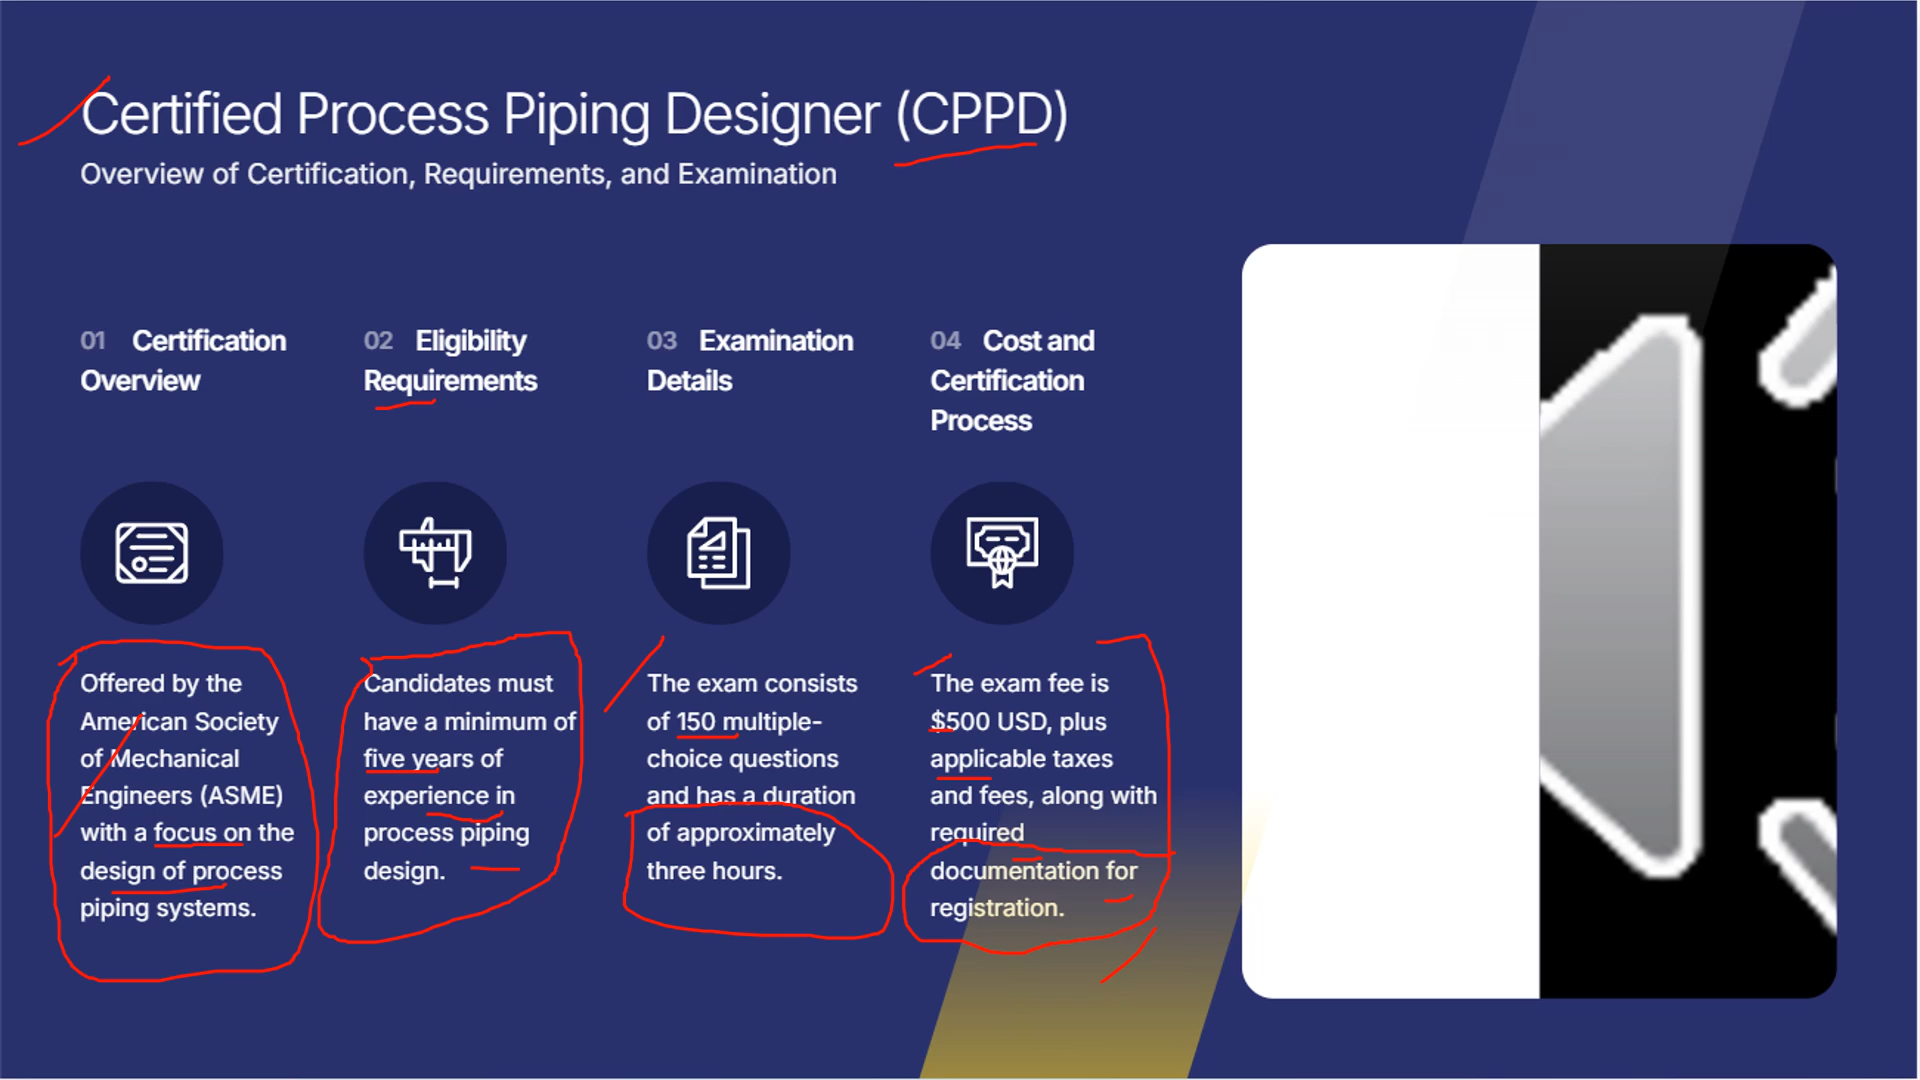 Certified Process Piping Designer (CPPD)
Overview of Certification, Requirements, and Examination
01 Certification
Overview
Offered by the
American Society
of Mechanical
Engineers (ASME)
with a focus on the
design of process
piping systems.
02 Eligibility
Requirements
Candidates must
have a minimum of
five years of
experience in
process piping
design.
03 Examination
Details
The exam consists
of 150 multiple-
choice questions
and has a duration
of approximately
three hours.
04 Cost and
Certification
Process
The exam fee is
$500 USD, plus
applicable taxes
and fees, along with
required
documentation for
registration.